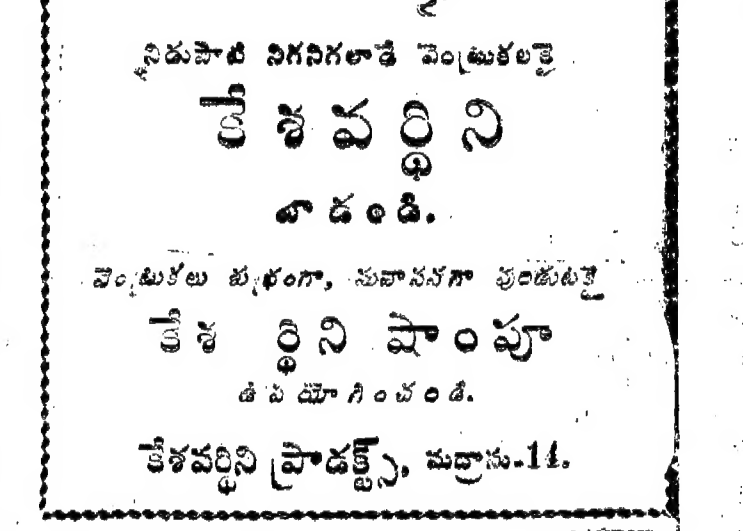 నిడుపాటి నిగనిగలాడే వెంట్రుకలకై
కేశవర్ధిని
వాడండి.
వెంట్రుకలు శుభ్రంగా, సువాసనగా వుండుటకై
కేశ ర్ధిని షాంపూ
ఉపయోగించండి.
కేశవర్ధిని ప్రాడక్ట్స్, మద్రాసు-14.